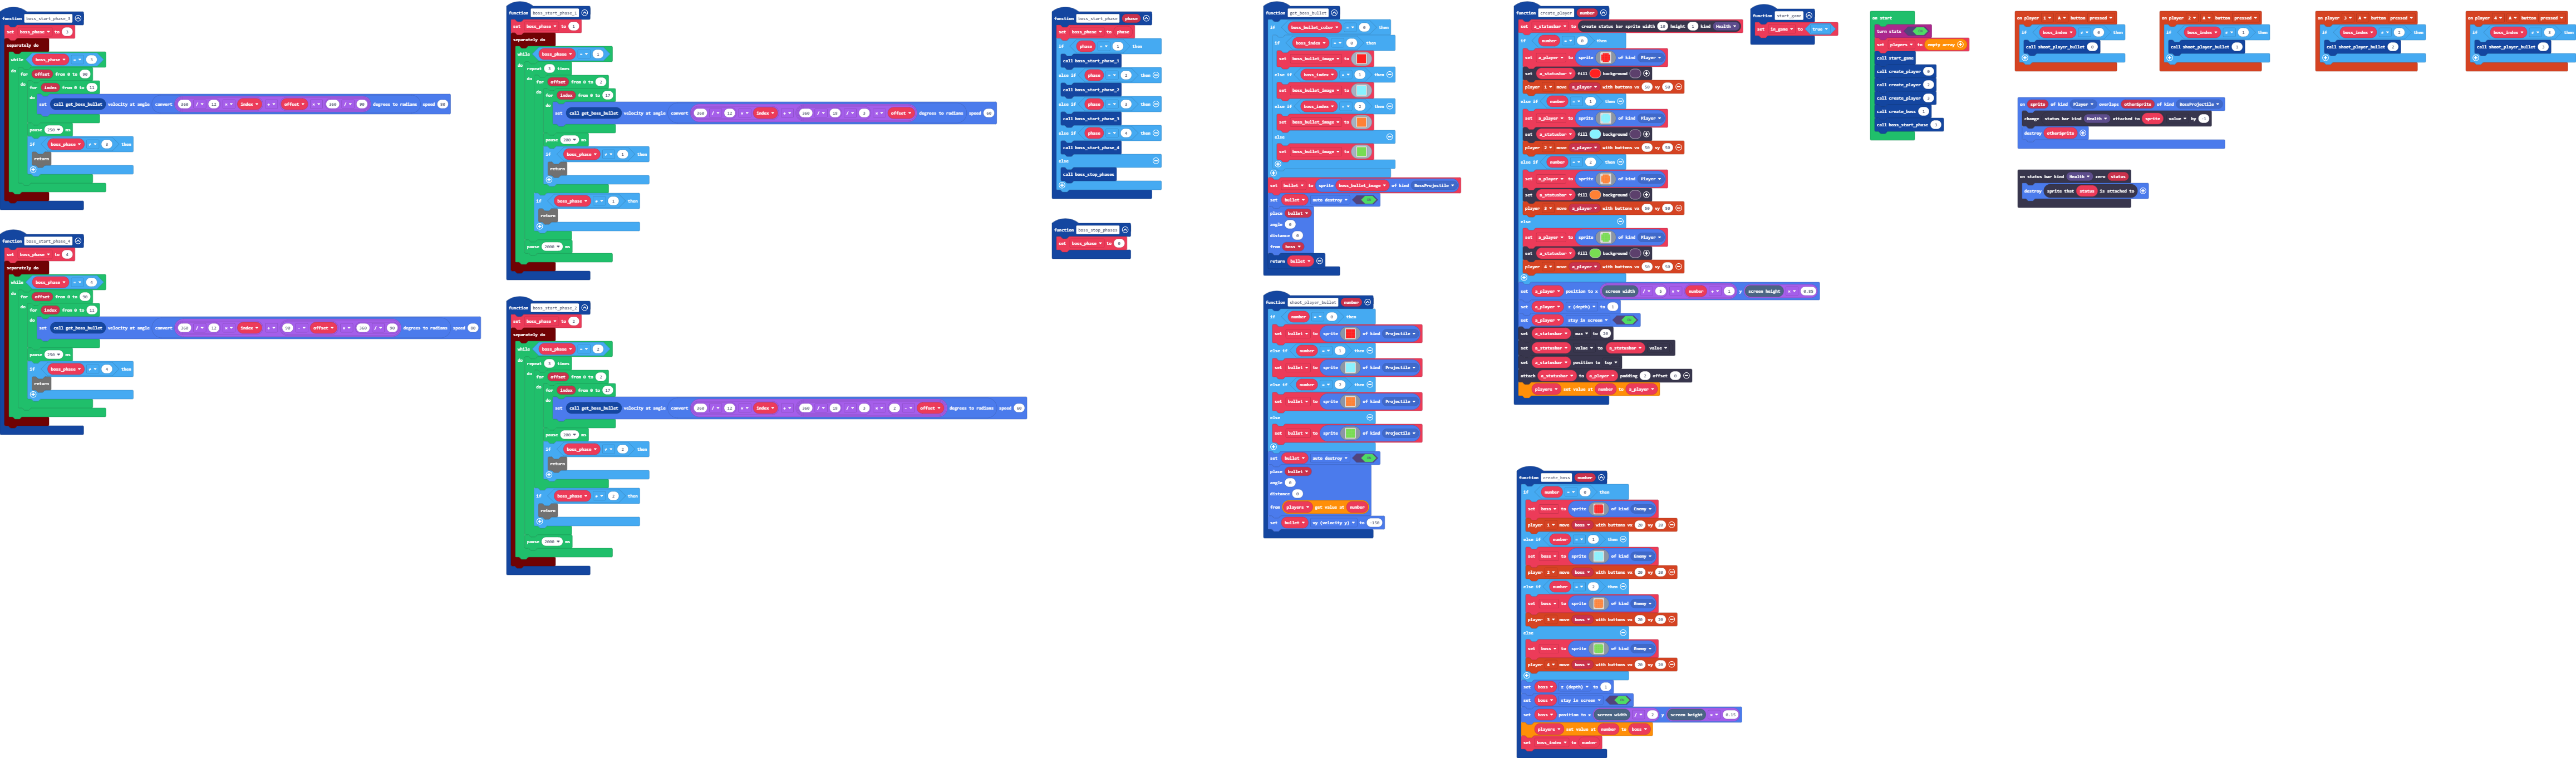 function boss_start_phase_3
set boss_phase to 3
separately do
while boss_phase = 3
do for offset from 0 to 90
do for index from 0 to 11
do set call get_boss_bullet velocity at angle convert 360 / 12 × index + offset × 360 / 90 degrees to radians speed 80
pause 250 ms
if boss_phase ≠ 3 then
return
function boss_start_phase_4
set boss_phase to 4
separately do
while boss_phase = 4
do for offset from 0 to 90
do for index from 0 to 11
do set call get_boss_bullet velocity at angle convert 360 / 12 × index + 90 - offset × 360 / 90 degrees to radians speed 80
pause 250 ms
if boss_phase ≠ 4 then
return
function boss_start_phase_1
set boss_phase to 1
separately do
while boss_phase = 1
do repeat 3 times
do for offset from 0 to 2
do for index from 0 to 17
do set call get_boss_bullet velocity at angle convert 360 / 12 × index + 360 / 18 / 3 × offset degrees to radians speed 60
pause 200 ms
if boss_phase ≠ 1 then
return
if boss_phase ≠ 1 then
return
pause 2000 ms
function boss_start_phase_2
set boss_phase to 2
separately do
while boss_phase = 2
do repeat 3 times
do for offset from 0 to 2
do for index from 0 to 17
do set call get_boss_bullet velocity at angle convert 360 / 12 × index + 360 / 18 / 3 × 2 - offset degrees to radians speed 60
pause 200 ms
if boss_phase ≠ 2 then
return
if boss_phase ≠ 2 then
return
pause 2000 ms
function boss_start_phase phase
set boss_phase to phase
if phase = 1 then
call boss_start_phase_1
else if phase = 2 then
call boss_start_phase_2
else if phase = 3 then
call boss_start_phase_3
else if phase = 4 then
call boss_start_phase_4
else
call boss_stop_phases
function boss_stop_phases
set boss_phase to 0
function get_boss_bullet
if boss_bullet_color = 0 then
if boss_index = 0 then
set boss_bullet_image to
else if boss_index = 1 then
set boss_bullet_image to
else if boss_index = 2 then
set boss_bullet_image to
else
set boss_bullet_image to
set bullet to sprite boss_bullet_image of kind BossProjectile
set bullet auto destroy
place bullet
angle 0
distance 0
from boss
return bullet
function shoot_player_bullet number
if number = 0 then
set bullet to sprite of kind Projectile
else if number = then
set bullet to sprite of kind Projectile
else if number = then
set bullet to sprite of kind Projectile
else
set bullet to sprite of kind Projectile
set bullet auto destroy
place bullet
angle 0
distance 0
from players get value at number
set bullet vy (velocity y) to -150
function create_player number
set a_statusbar to create status bar sprite width height kind Health
if number = 0 then
set a_player to sprite of kind Player
set a_statusbar fill background
player 1 move a_player with buttons vx 50 vy 50
else if number = 1 then
set a_player to sprite of kind Player
set a_statusbar fill background
player 2 move a_player with buttons vx 50 vy 50
else if number = 2 then
set a_player to sprite of kind Player
set a_statusbar fill background
player 3 move a_player with buttons vx 50 vy 50
else
set a_player to sprite of kind Player
set a_statusbar fill background
player 4 move a_player with buttons vx 50 vy 50
set a_player position to x screen width / × number + 1 y screen height ×
set a_player z (depth) to 1
set a_player stay in screen
set a_statusbar max to 20
set a_statusbar value to a_statusbar value
set a_statusbar position to top
attach a_statusbar to a_player padding offset 0
players set value at number to a_player
function create_boss number
if number = 0 then
set boss to sprite of kind Enemy
player 1 move boss with buttons vx 20 vy 20
else if number = 1 then
set boss to sprite of kind Enemy
player 2 move boss with buttons vx 20 vy 20
else if number = then
set boss to sprite of kind Enemy
player 3 move boss with buttons vx 20 vy 20
else
set boss to sprite of kind Enemy
player 4 move boss with buttons vx 20 vy 20
set boss z (depth) to 1
set boss stay in screen
set boss position to x screen width / 2 y screen height ×
players set value at number to boss
set boss_index to number
function start_game
set in_game to true
on start
turn stats
set players to empty array
call start_game
call create_player 0
call create_player
call create_player
call create_boss 1
call boss_start_phase
on player 1 A button pressed
if boss_index ≠ 0 then
call shoot_player_bullet 0
on player A button pressed
if boss_index ≠ 1 then
call shoot_player_bullet 1
on player 3 A button pressed
if boss_index ≠ 2 then
call shoot_player_bullet 2
on player 4 A button pressed
if boss_index ≠ then
call shoot_player_bullet 3
on sprite of kind Player overlaps otherSprite of kind BossProjectile
change status bar kind Health attached to sprite value by -1
destroy otherSprite
on status bar kind Health zero status
destroy sprite that status is attached to